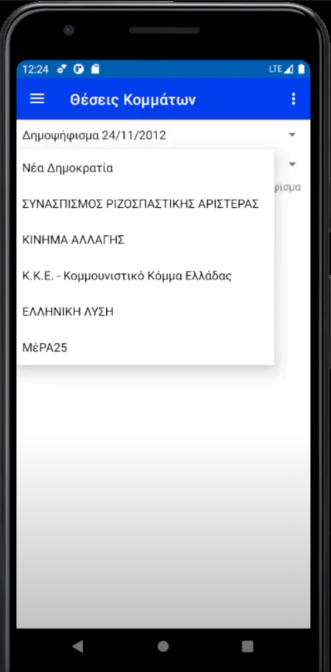 12:24
LTE
Θέσεις Κομμάτων
Δημοψήφισμα 24/11/2012
Νέα Δημοκρατία
φισμα
ΣΥΝΑΣΠΙΣΜΟΣ ΡΙΖΟΣΠΑΣΤΙΚΗΣ ΑΡΙΣΤΕΡΑΣ
ΚΙΝΗΜΑ ΑΛΛΑΓΗΣ
Κ.Κ.Ε. - Κομμουνιστικό Κόμμα Ελλάδας
ΕΛΛΗΝΙΚΗ ΛΥΣΗ
ΜέΡΑ25